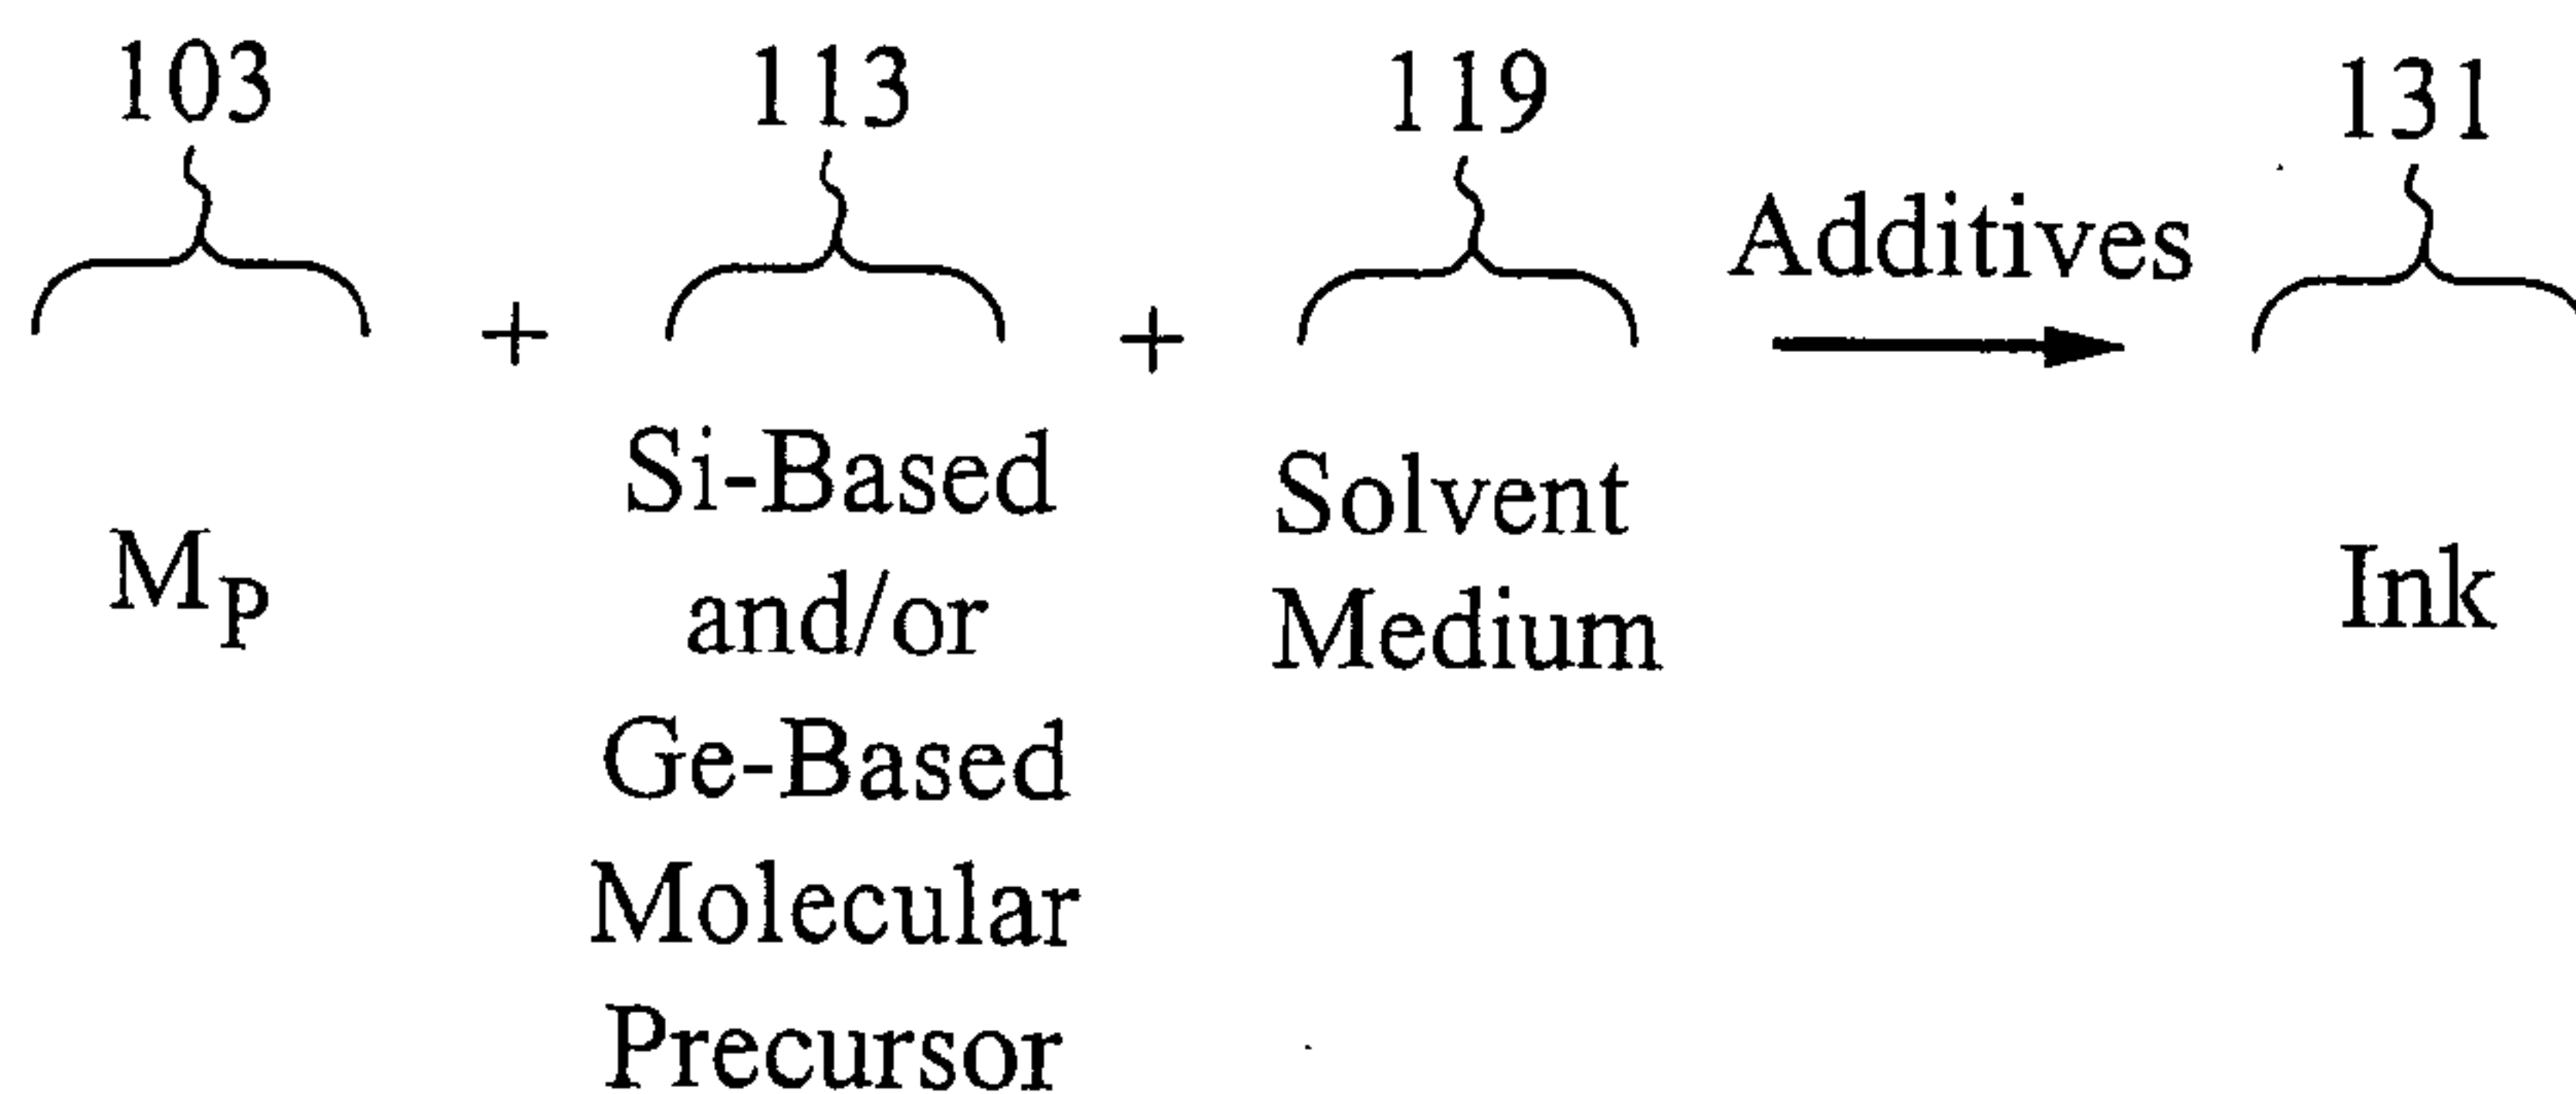 103 113 119 131
+ + Additives
M_P Si-Based and/or Ge-Based Molecular Precursor
Solvent Medium
Ink